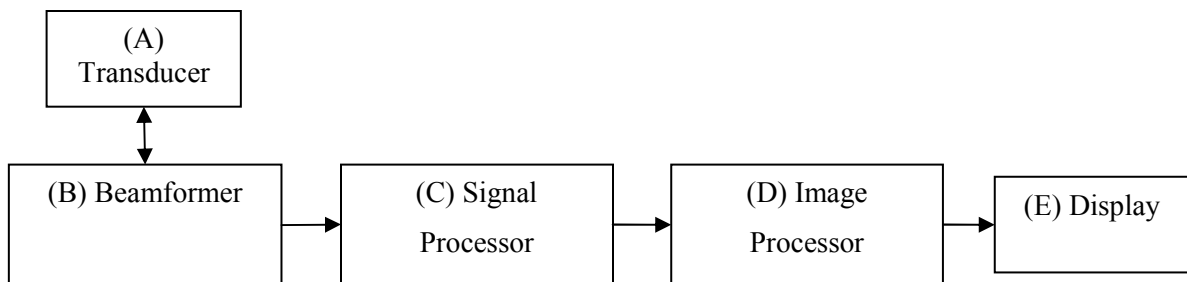 (A)
Transducer
(B) Beamformer
(C) Signal
Processor
(D) Image
Processor
(E) Display